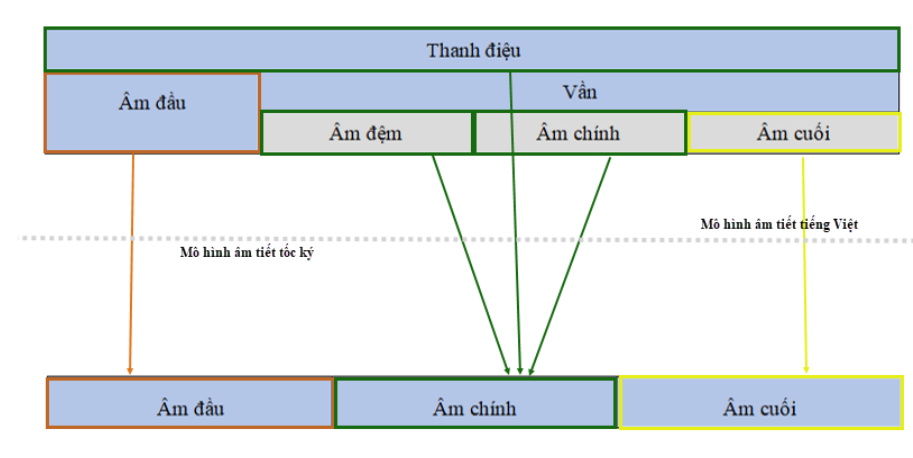 Thanh điệu
Âm đầu
Vần
Âm đệm
Âm chính
Âm cuối
Mô hình âm tiết tiếng Việt
Mô hình âm tiết tốc ký
Âm đầu
Âm chính
Âm cuối